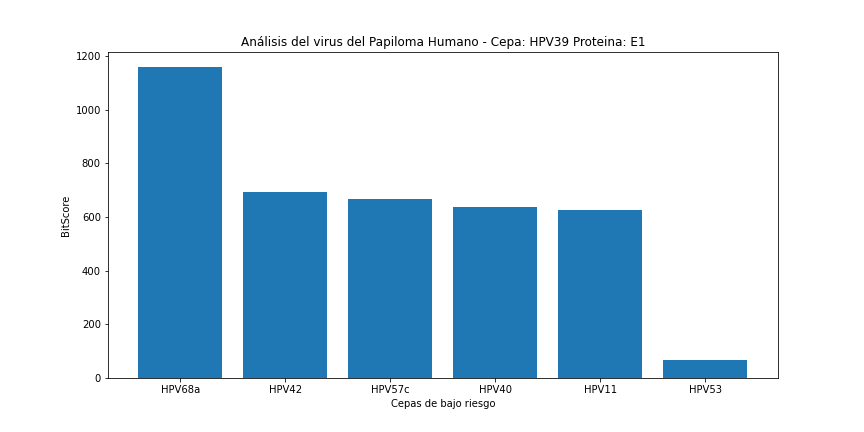 Análisis del virus del Papiloma Humano - Cepa: HPV39 Proteina: E1
1200
1000
800
600
400
200
0
BitScore
HPV68a HPV42 HPV57c HPV40 HPV11 HPV53
Cepas de bajo riesgo